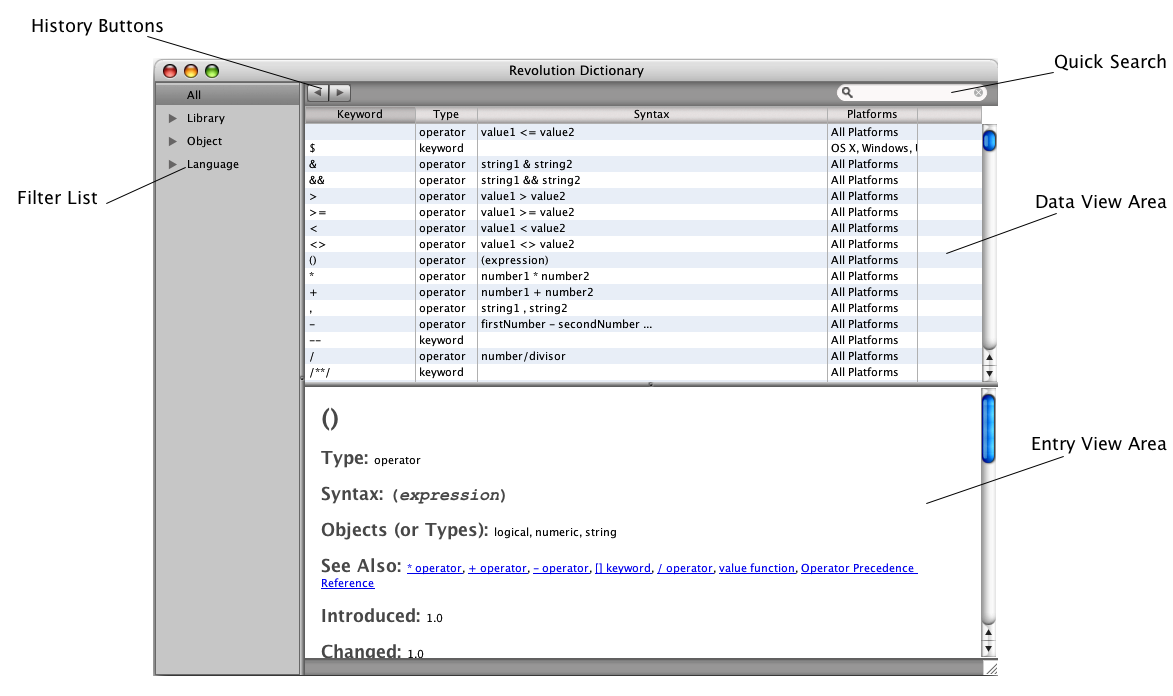 History Buttons
Quick Search
Revolution Dictionary
All
Library
Object
Language
Filter List
Keyword Type Syntax Platforms
operator value1 <= value2 All Platforms
$ keyword OS X, Windows,
& operator string1 & string2 All Platforms
&& operator string1 && string2 All Platforms
> operator value1 > value2 All Platforms
>= operator value1 >= value2 All Platforms
< operator value1 < value2 All Platforms
<> operator value1 <> value2 All Platforms
() operator (expression) All Platforms
* operator number1 * number2 All Platforms
+ operator number1 + number2 All Platforms
, operator string1 , string2 All Platforms
- operator firstNumber - secondNumber ... All Platforms
-- keyword All Platforms
/ operator number/divisor All Platforms
/**/ keyword All Platforms
Data View Area
()
Type: operator
Syntax: (expression)
Objects (or Types): logical, numeric, string
See Also: * operator, + operator, - operator, [] keyword, / operator, value function, Operator Precedence
Reference
Introduced: 1.0
Changed: 1.0
Entry View Area